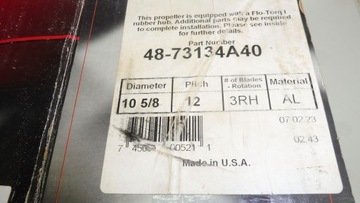 This propeller is equipped with a Flo-Torq I
rubber hub. Additional parts may be required
to complete installation. Please see inside
for further details.
Part Number
48-73134A40
Diameter Pitch # of Blades - Rotation Material
10 5/8 12 3RH AL
07 02 23
02:43
Made in U.S.A.